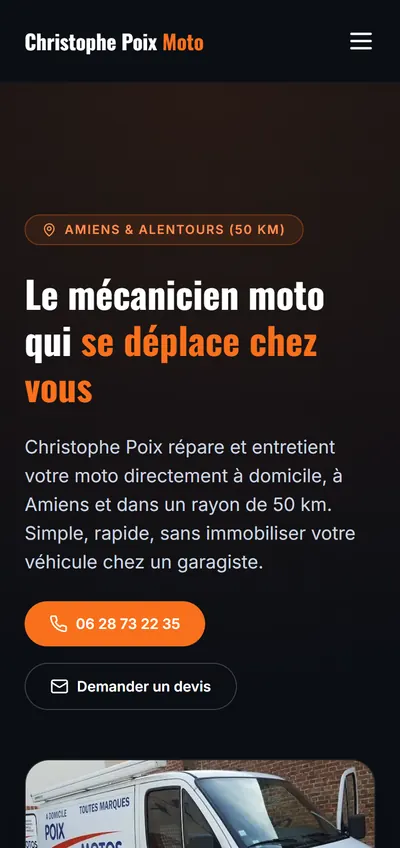 Christophe Poix Moto
AMIENS & ALENTOURS (50 KM)
Le mécanicien moto
qui se déplace chez
vous
Christophe Poix répare et entretient
votre moto directement à domicile, à
Amiens et dans un rayon de 50 km.
Simple, rapide, sans immobiliser votre
véhicule chez un garagiste.
06 28 73 22 35
Demander un devis
A DOMICILE
TOUTES MARQUES
POIX
MOTOS